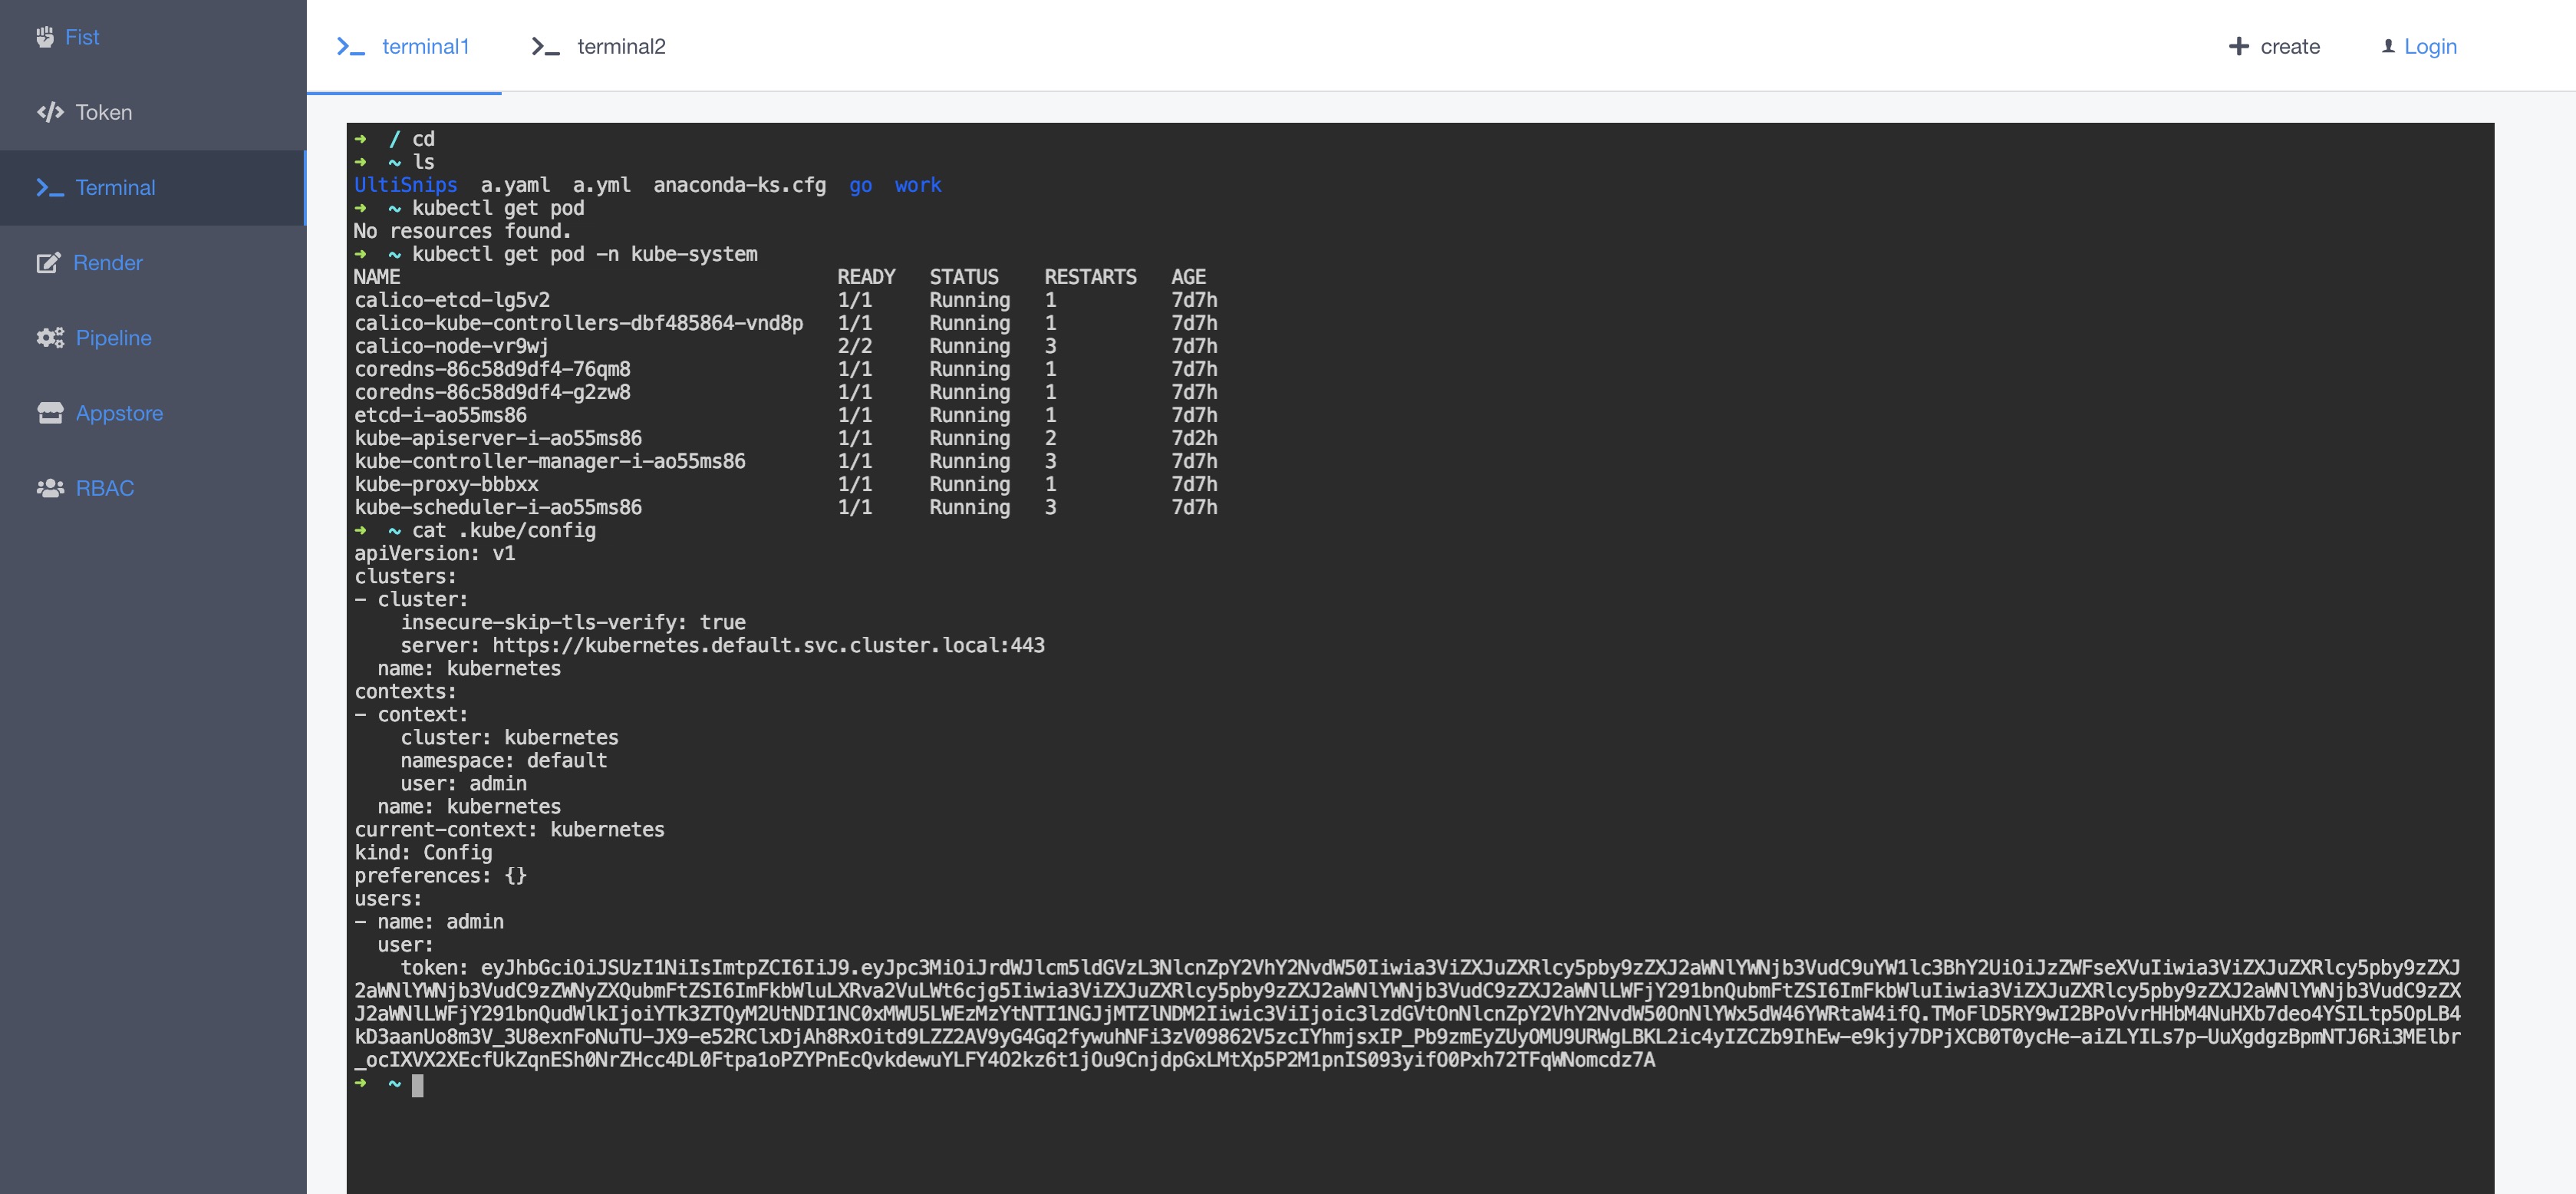 Fist
Token
Terminal
Render
Pipeline
Appstore
RBAC
terminal1 terminal2 create Login
➜ / cd
➜ ~ ls
UltiSnips a.yaml a.yml anaconda-ks.cfg go work
➜ ~ kubectl get pod
No resources found.
➜ ~ kubectl get pod -n kube-system
NAME READY STATUS RESTARTS AGE
calico-etcd-lg5v2 1/1 Running 1 7d7h
calico-kube-controllers-dbf485864-vnd8p 1/1 Running 1 7d7h
calico-node-vr9wj 2/2 Running 3 7d7h
coredns-86c58d9df4-76qm8 1/1 Running 1 7d7h
coredns-86c58d9df4-g2zw8 1/1 Running 1 7d7h
etcd-i-ao55ms86 1/1 Running 1 7d7h
kube-apiserver-i-ao55ms86 1/1 Running 2 7d2h
kube-controller-manager-i-ao55ms86 1/1 Running 3 7d7h
kube-proxy-bbbxx 1/1 Running 1 7d7h
kube-scheduler-i-ao55ms86 1/1 Running 3 7d7h
➜ ~ cat .kube/config
apiVersion: v1
clusters:
- cluster:
insecure-skip-tls-verify: true
server: https://kubernetes.default.svc.cluster.local:443
name: kubernetes
contexts:
- context:
cluster: kubernetes
namespace: default
user: admin
name: kubernetes
current-context: kubernetes
kind: Config
preferences: {}
users:
- name: admin
user:
token:
➜ ~